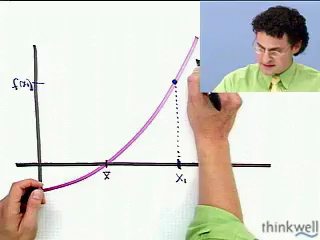 f(x₁)
x̄
x₁
thinkwell